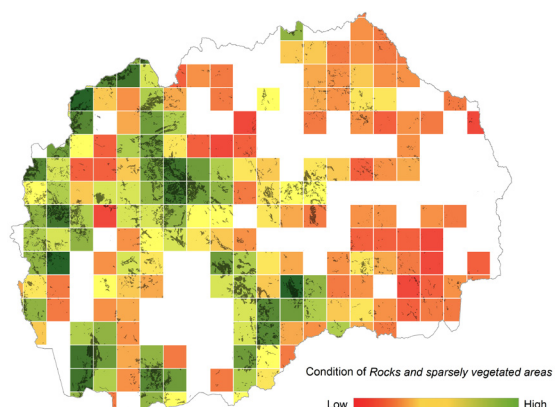 Condition of Rocks and sparsely vegetated areas
Low High